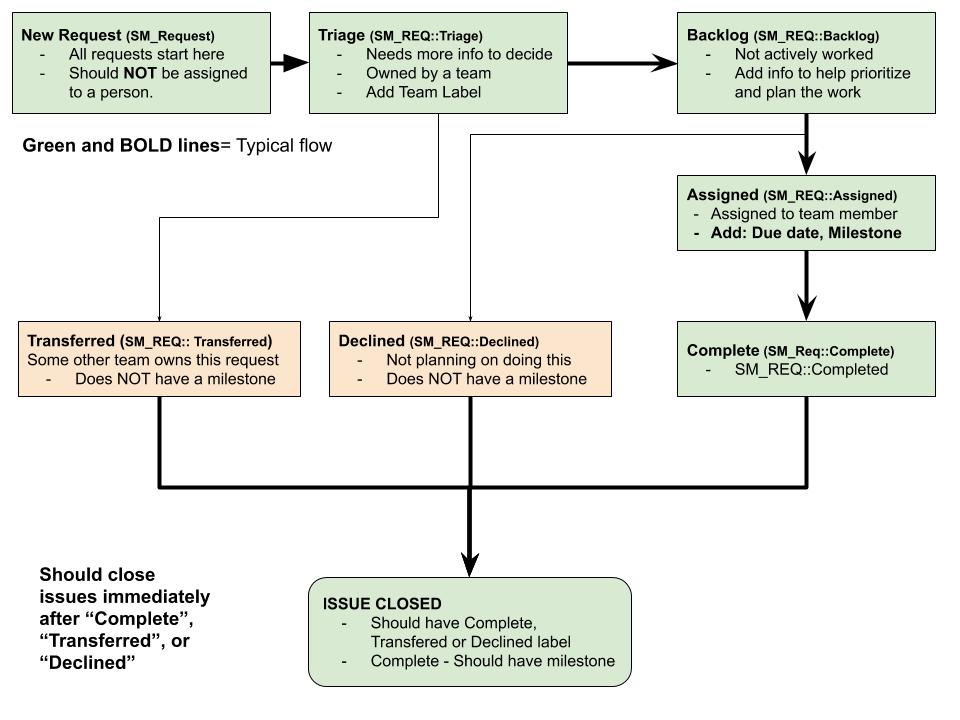 New Request (SM_Request)
- All requests start here
- Should NOT be assigned
to a person.
Triage (SM_REQ::Triage)
- Needs more info to decide
- Owned by a team
- Add Team Label
Backlog (SM_REQ::Backlog)
- Not actively worked
- Add info to help prioritize
and plan the work
Green and BOLD lines= Typical flow
Assigned (SM_REQ::Assigned)
- Assigned to team member
- Add: Due date, Milestone
Transferred (SM_REQ:: Transferred)
Some other team owns this request
- Does NOT have a milestone
Declined (SM_REQ::Declined)
- Not planning on doing this
- Does NOT have a milestone
Complete (SM_Req::Complete)
- SM_REQ::Completed
Should close
issues immediately
after “Complete”,
“Transferred”, or
“Declined”
ISSUE CLOSED
- Should have Complete,
Transfered or Declined label
- Complete - Should have milestone